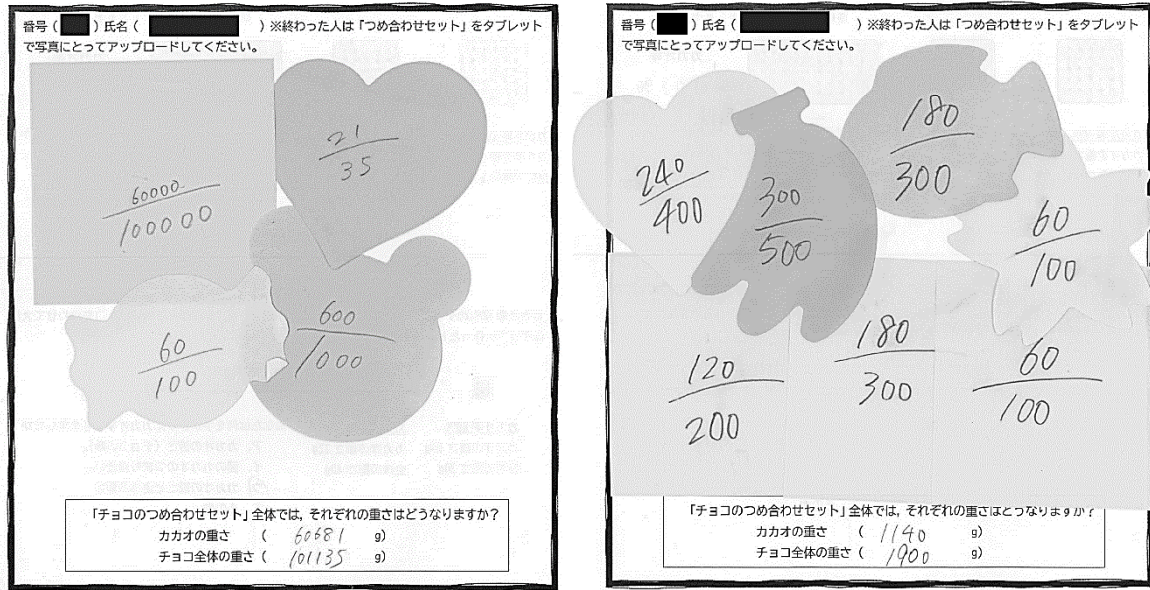 番号（ ）氏名（ ）※終わった人は「つめ合わせセット」をタブレット
で写真にとってアップロードしてください。
60000
100000
21
35
60
100
600
1000
「チョコのつめ合わせセット」全体では，それぞれの重さはどうなりますか？
カカオの重さ （ 60681 g）
チョコ全体の重さ（ 101135 g）
番号（ ）氏名（ ）※終わった人は「つめ合わせセット」をタブレット
で写真にとってアップロードしてください。
240
400
300
500
180
300
60
100
120
200
180
300
60
100
「チョコのつめ合わせセット」全体では，それぞれの重さはどうなりますか？
カカオの重さ （ 1140 g）
チョコ全体の重さ（ 1900 g）